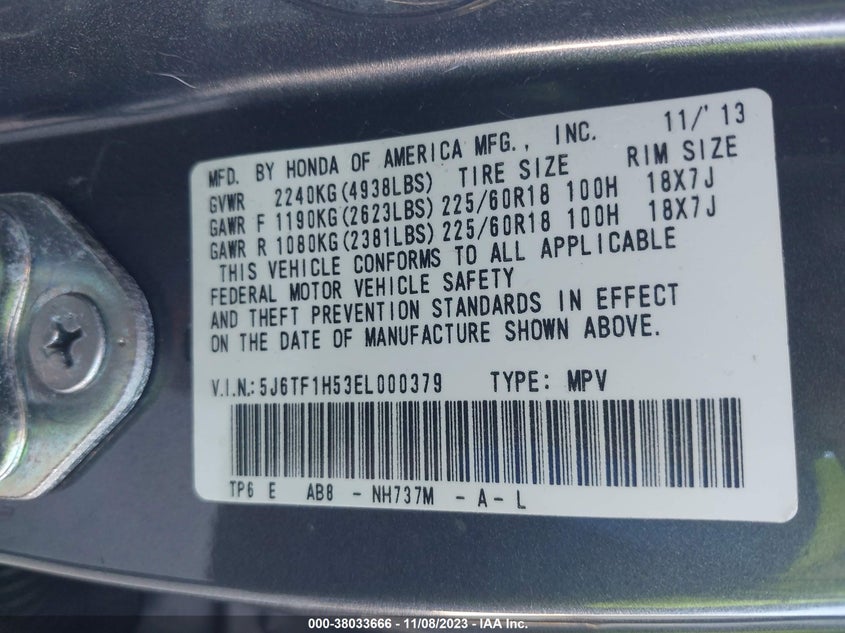 MFD. BY HONDA OF AMERICA MFG., INC. 11/'13
GVWR 2240KG(4938LBS) TIRE SIZE RIM SIZE
GAWR F 1190KG(2623LBS) 225/60R18 100H 18X7J
GAWR R 1080KG(2381LBS) 225/60R18 100H 18X7J
THIS VEHICLE CONFORMS TO ALL APPLICABLE
FEDERAL MOTOR VEHICLE SAFETY
AND THEFT PREVENTION STANDARDS IN EFFECT
ON THE DATE OF MANUFACTURE SHOWN ABOVE.
V.I.N.: 5J6TF1H53EL000379 TYPE: MPV
TP6 E AB8 - NH737M - A - L
000-38033666 - 11/08/2023 - IAA Inc.